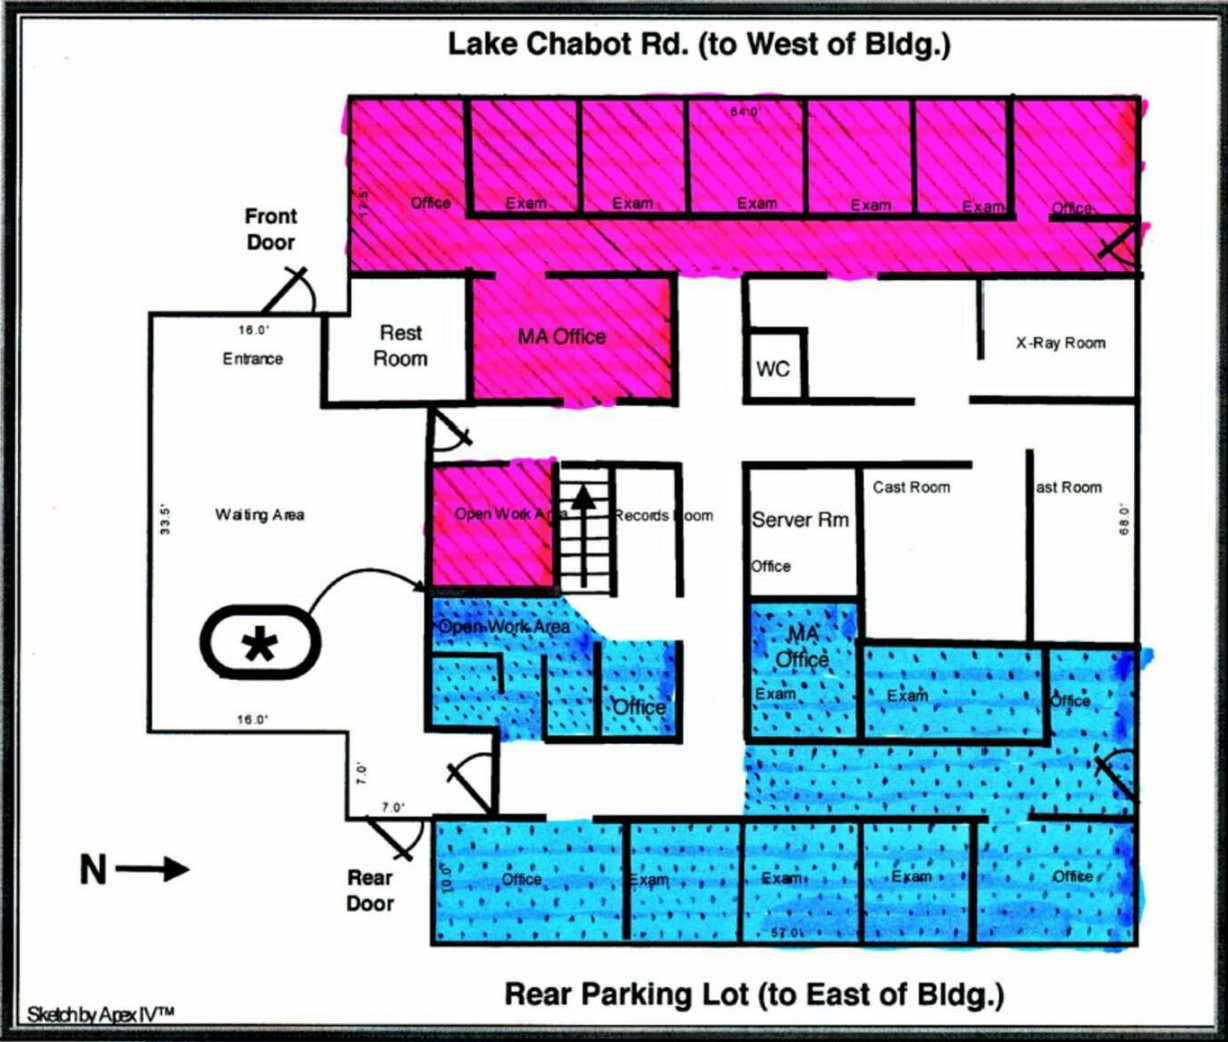 Lake Chabot Rd. (to West of Bldg.)
64.0'
17.5'
Office
Exam
Exam
Exam
Exam
Exam
Office
Front
Door
16.0'
Entrance
Rest
Room
MA Office
WC
X-Ray Room
33.5'
Waiting Area
Open Work Area
Records Room
Server Rm
Office
Cast Room
ast Room
68.0'
*
Open Work Area
Office
MA
Office
Exam
Exam
Office
16.0'
7.0'
7.0'
N
Rear
Door
10.0'
Office
Exam
Exam
Exam
Office
57.0'
Rear Parking Lot (to East of Bldg.)
Sketch by Apex IV™